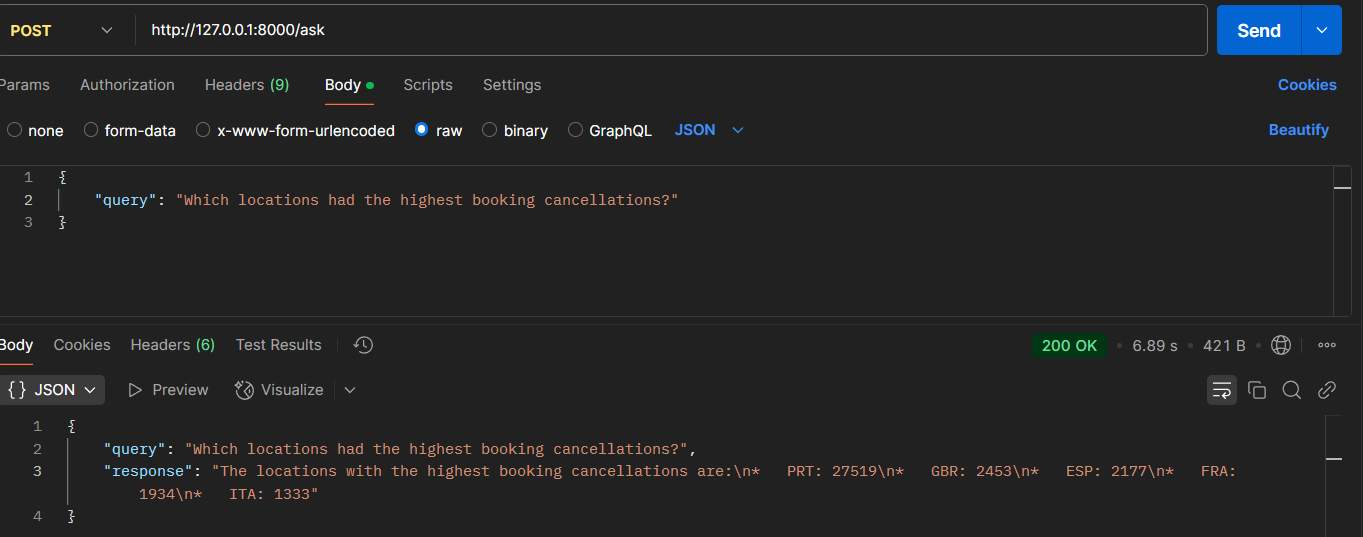 POST http://127.0.0.1:8000/ask Send
Params Authorization Headers (9) Body Scripts Settings Cookies
none form-data x-www-form-urlencoded raw binary GraphQL JSON Beautify
1 {
2 "query": "Which locations had the highest booking cancellations?"
3 }
Body Cookies Headers (6) Test Results 200 OK • 6.89 s • 421 B •
{} JSON Preview Visualize
1 {
2 "query": "Which locations had the highest booking cancellations?",
3 "response": "The locations with the highest booking cancellations are:\n*   PRT: 27519\n*   GBR: 2453\n*   ESP: 2177\n*   FRA:
1934\n*   ITA: 1333"
4 }